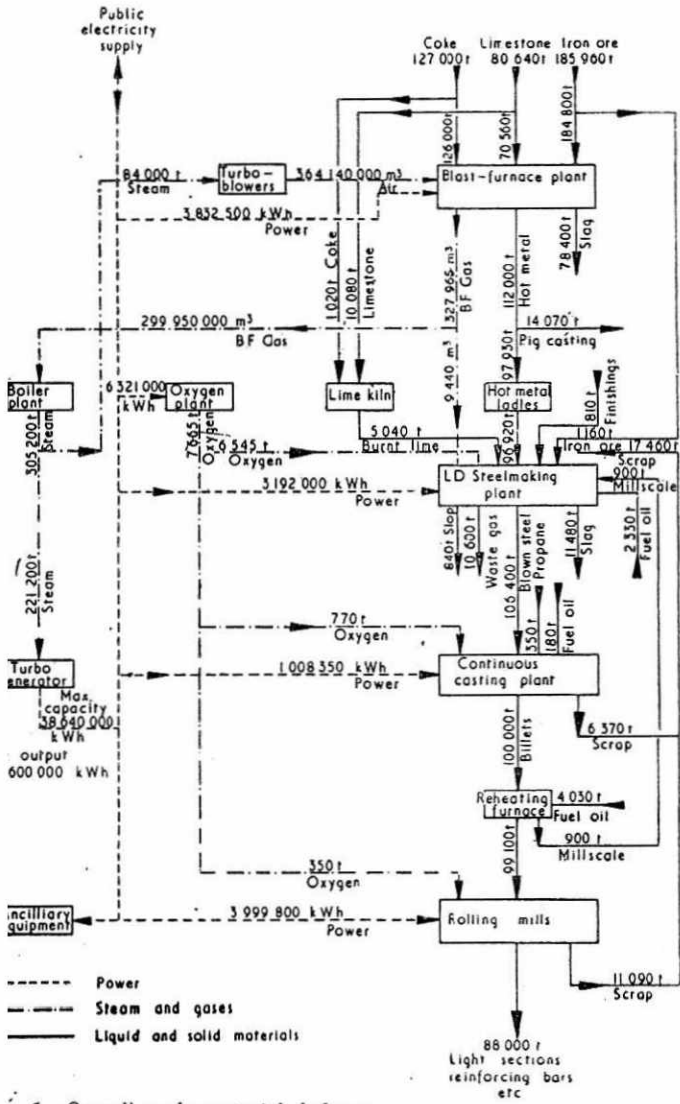 Public
electricity
supply
Coke
127 000 t
Limestone
80 640 t
Iron ore
185 960 t
126 000 t
70 560 t
184 800 t
84 000 t
Steam
Turbo-
blowers
364 140 000 m³
Air
Blast-furnace plant
3 832 500 kWh
Power
1 020 t Coke
10 080 t
Limestone
327 965 m³
BF Gas
112 000 t
Hot metal
78 400 t
Slag
299 950 000 m³
BF Gas
14 070 t
Pig casting
9 440 m³
97 930 t
Boiler
plant
6 321 000
kWh
Oxygen
plant
Lime kiln
Hot metal
ladles
810 t
Finishings
305 200 t
Steam
7 665 t
Oxygen
6 545 t
Oxygen
5 040 t
Burnt lime
96 920 t
1 160 t
Iron ore
17 460 t
Scrap
3 192 000 kWh
Power
LD Steelmaking
plant
900 t
Millscale
840 t Slop
10 600 t
Waste gas
Blown steel
106 400 t
11 480 t
Slag
2 330 t
Fuel oil
Propane
350 t
180 t
Fuel oil
221 200 t
Steam
770 t
Oxygen
Turbo
enerator
1 008 350 kWh
Power
Continuous
casting plant
Max.
capacity
38 640 000
kWh
output
600 000 kWh
100 000 t
Billets
6 370 t
Scrap
Reheating
furnace
4 030 t
Fuel oil
99 100 t
900 t
Millscale
350 t
Oxygen
ncilliary
quipment
3 999 800 kWh
Power
Rolling mills
11 090 t
Scrap
Power
Steam and gases
Liquid and solid materials
88 000 t
Light sections
reinforcing bars
etc